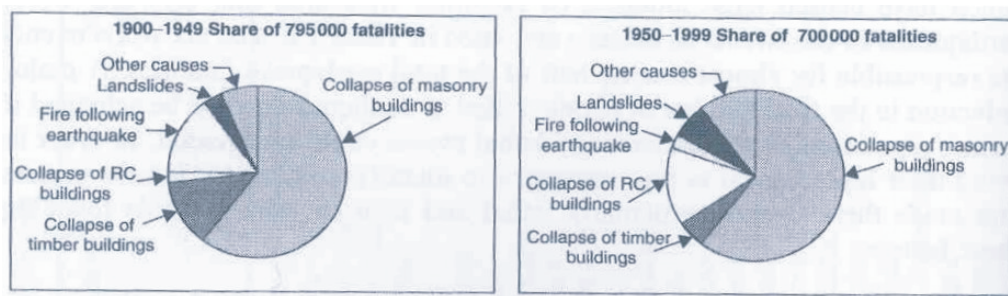 1900–1949 Share of 795000 fatalities
Other causes
Landslides
Fire following
earthquake
Collapse of RC
buildings
Collapse of
timber buildings
Collapse of masonry
buildings
1950–1999 Share of 700000 fatalities
Other causes
Landslides
Fire following
earthquake
Collapse of RC
buildings
Collapse of timber
buildings
Collapse of masonry
buildings